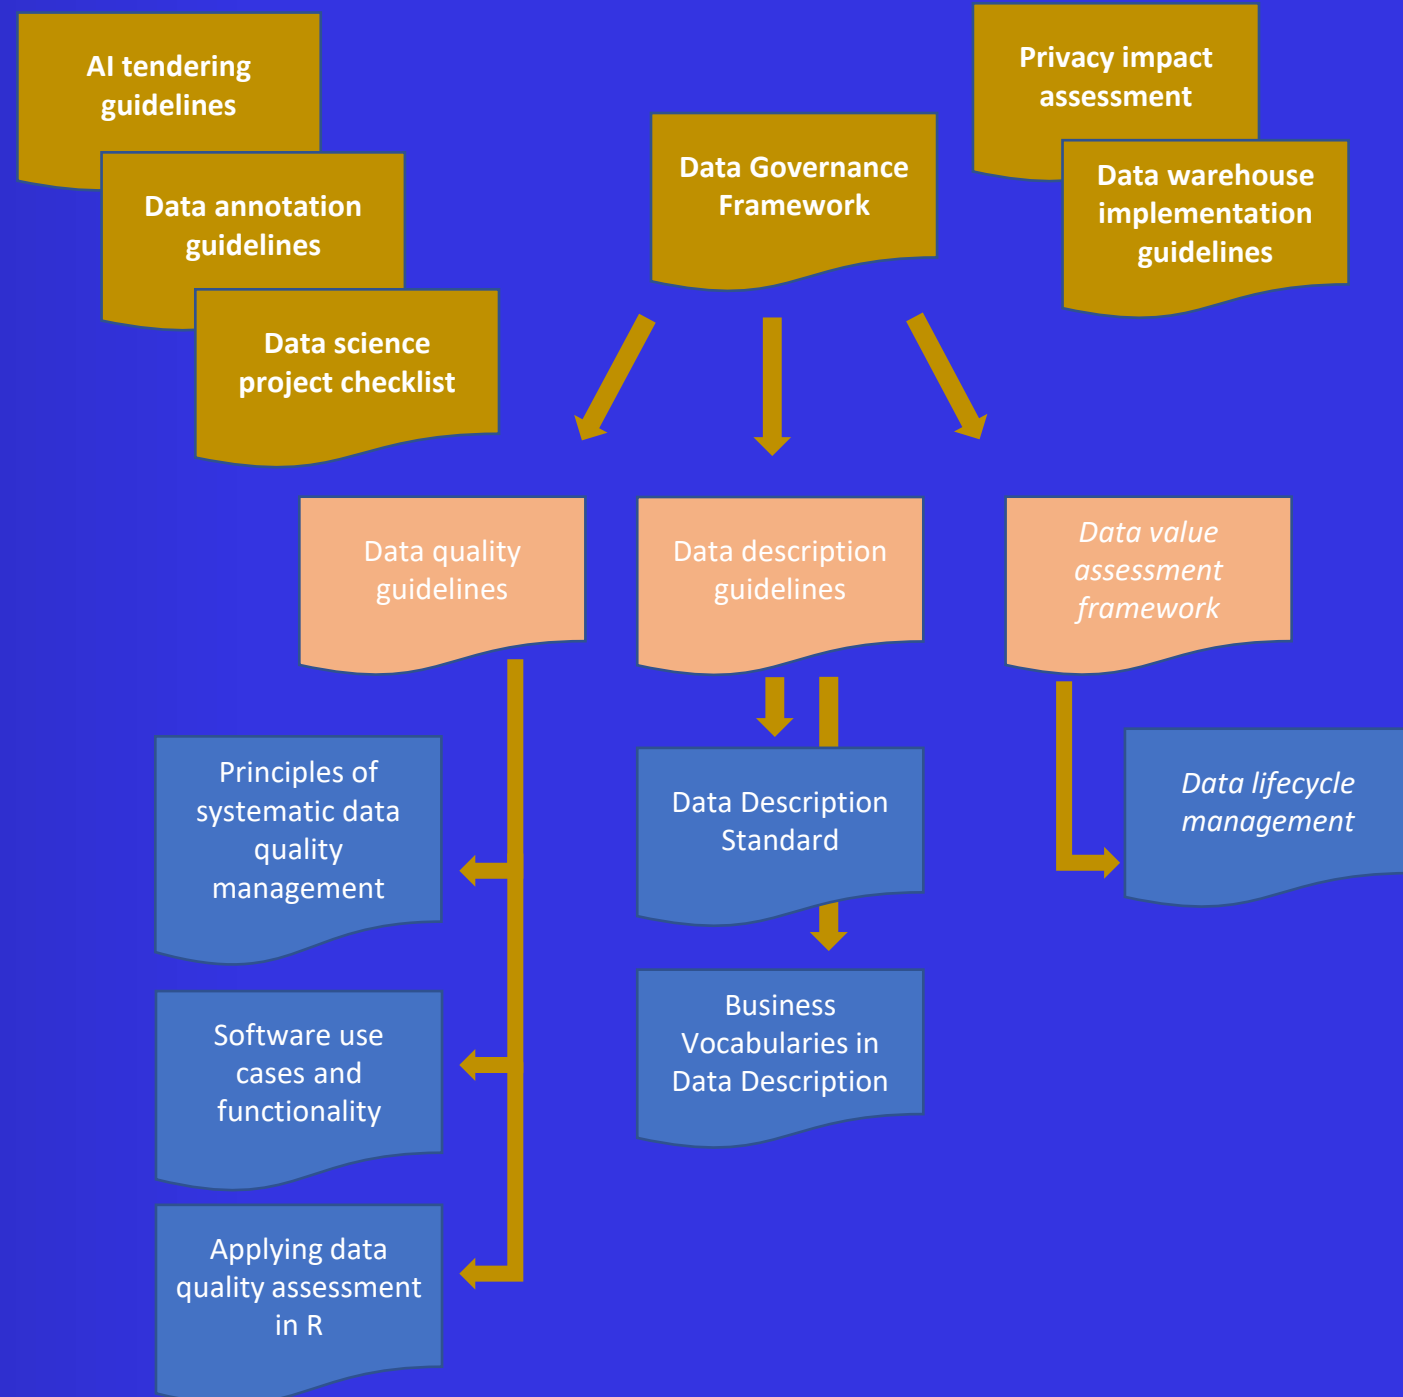 AI tendering
guidelines
Data annotation
guidelines
Data science
project checklist
Data Governance
Framework
Privacy impact
assessment
Data warehouse
implementation
guidelines
Data quality
guidelines
Data description
guidelines
Data value
assessment
framework
Principles of
systematic data
quality
management
Software use
cases and
functionality
Applying data
quality assessment
in R
Data Description
Standard
Business
Vocabularies in
Data Description
Data lifecycle
management